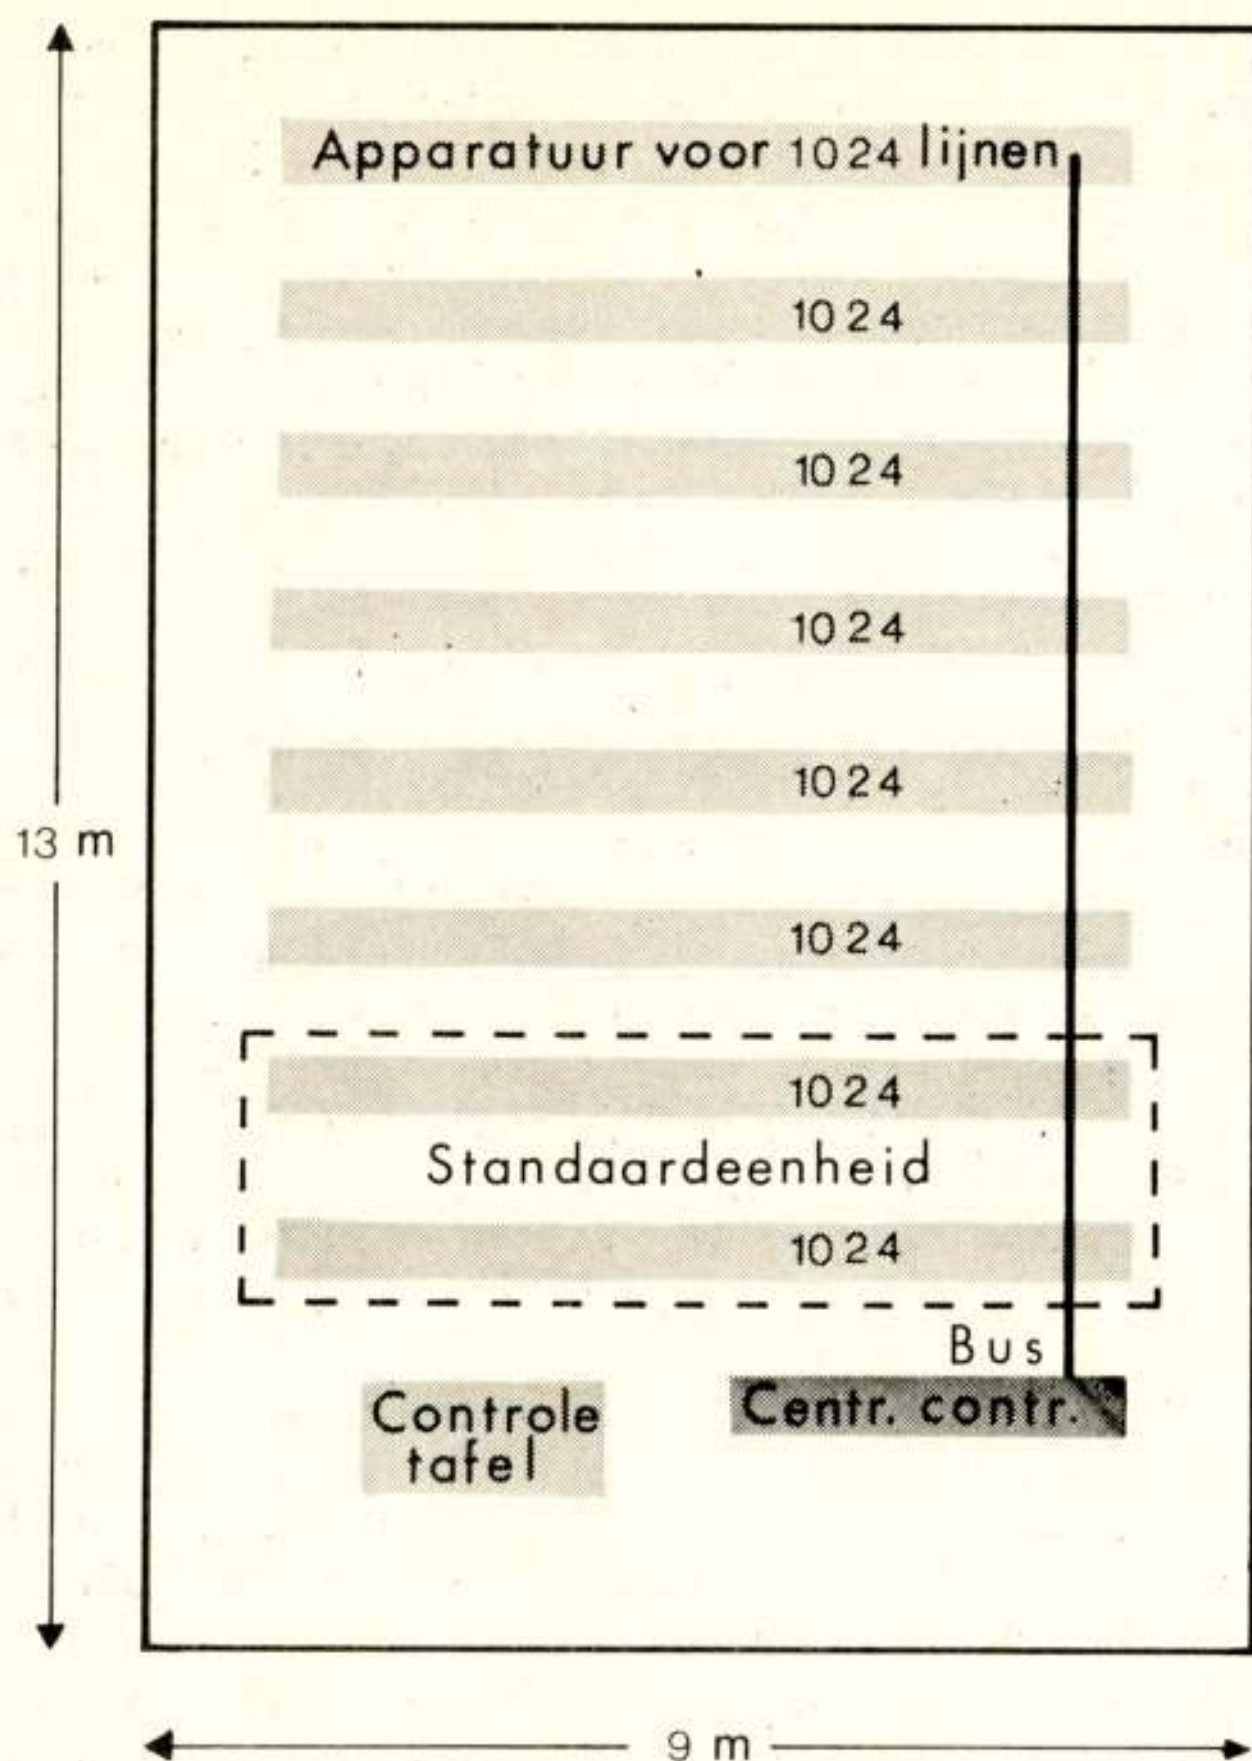 Apparatuur voor 1024 lijnen
1024
1024
1024
13 m
1024
1024
1024
Standaardeenheid
1024
Bus
Controle
tafel
Centr. contr.
9 m